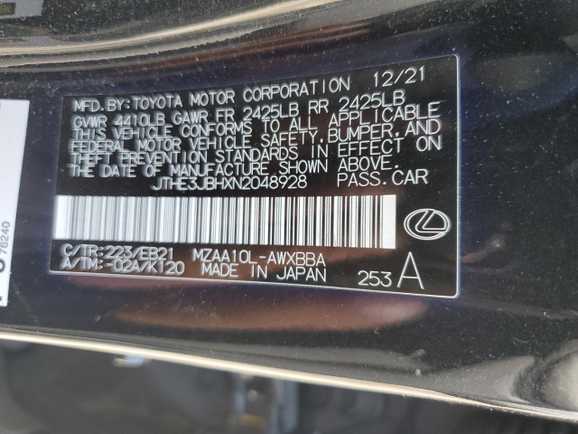 MFD.BY:TOYOTA MOTOR CORPORATION 12/21
GVWR 4410LB GAWR FR 2425LB RR 2425LB
THIS VEHICLE CONFORMS TO ALL APPLICABLE
FEDERAL MOTOR VEHICLE SAFETY, BUMPER, AND
THEFT PREVENTION STANDARDS IN EFFECT ON
THE DATE OF MANUFACTURE SHOWN ABOVE.
JTHE3JBHXN2048928 PASS.CAR
C/TR:223/EB21 MZAA10L-AWXBBA
A/TM:-02A/K120 MADE IN JAPAN
253 A
76240